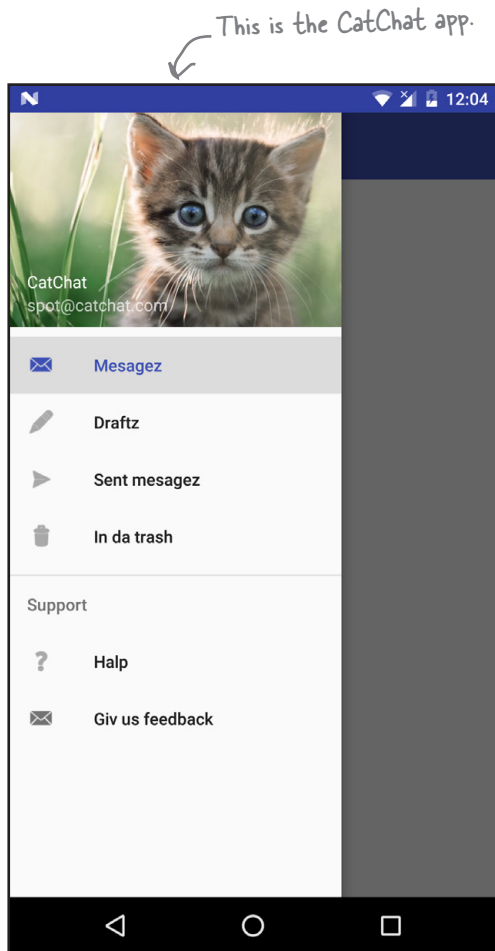 This is the CatChat app.
12:04
CatChat
spot@catchat.com
Mesagez
Draftz
Sent mesagez
In da trash
Support
Halp
Giv us feedback